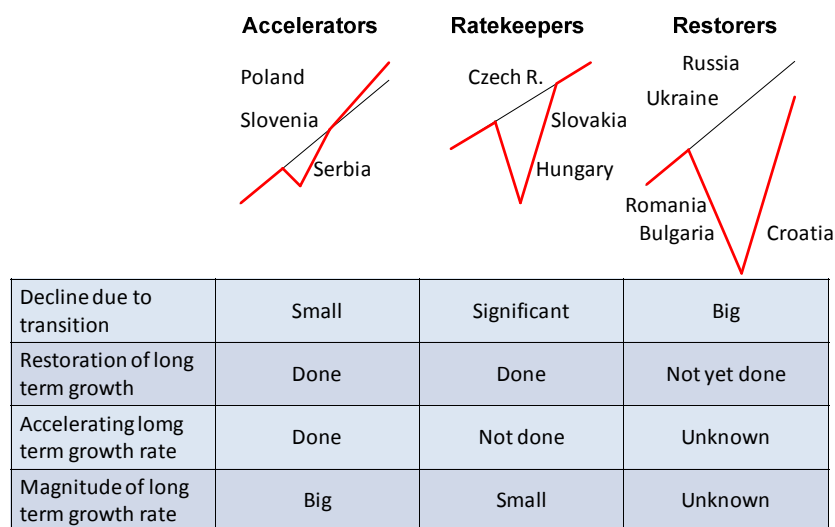 Accelerators
Ratekeepers
Restorers
Poland
Slovenia
Serbia
Czech R.
Slovakia
Hungary
Russia
Ukraine
Romania
Bulgaria
Croatia
Decline due to
transition
Small
Significant
Big
Restoration of long
term growth
Done
Done
Not yet done
Accelerating lomg
term growth rate
Done
Not done
Unknown
Magnitude of long
term growth rate
Big
Small
Unknown